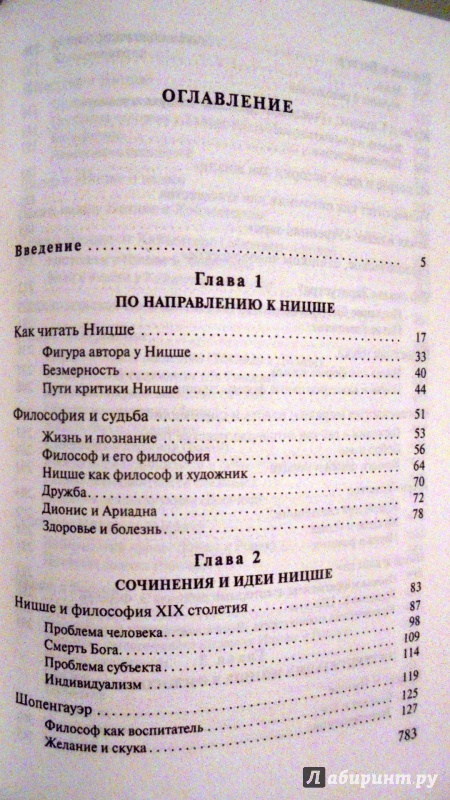 ОГЛАВЛЕНИЕ
Введение 5
Глава 1
ПО НАПРАВЛЕНИЮ К НИЦШЕ
Как читать Ницше 17
Фигура автора у Ницше 33
Безмерность 40
Пути критики Ницше 44
Философия и судьба 51
Жизнь и познание 53
Философ и его философия 56
Ницше как философ и художник 64
Дружба 70
Дионис и Ариадна 72
Здоровье и болезнь 78
Глава 2
СОЧИНЕНИЯ И ИДЕИ НИЦШЕ
Ницше и философия XIX столетия 83
Проблема человека 87
Смерть Бога 98
Проблема субъекта 109
Индивидуализм 114
Шопенгауэр 119
Философ как воспитатель 125
Желание и скука 127
783
Лабиринт.ру